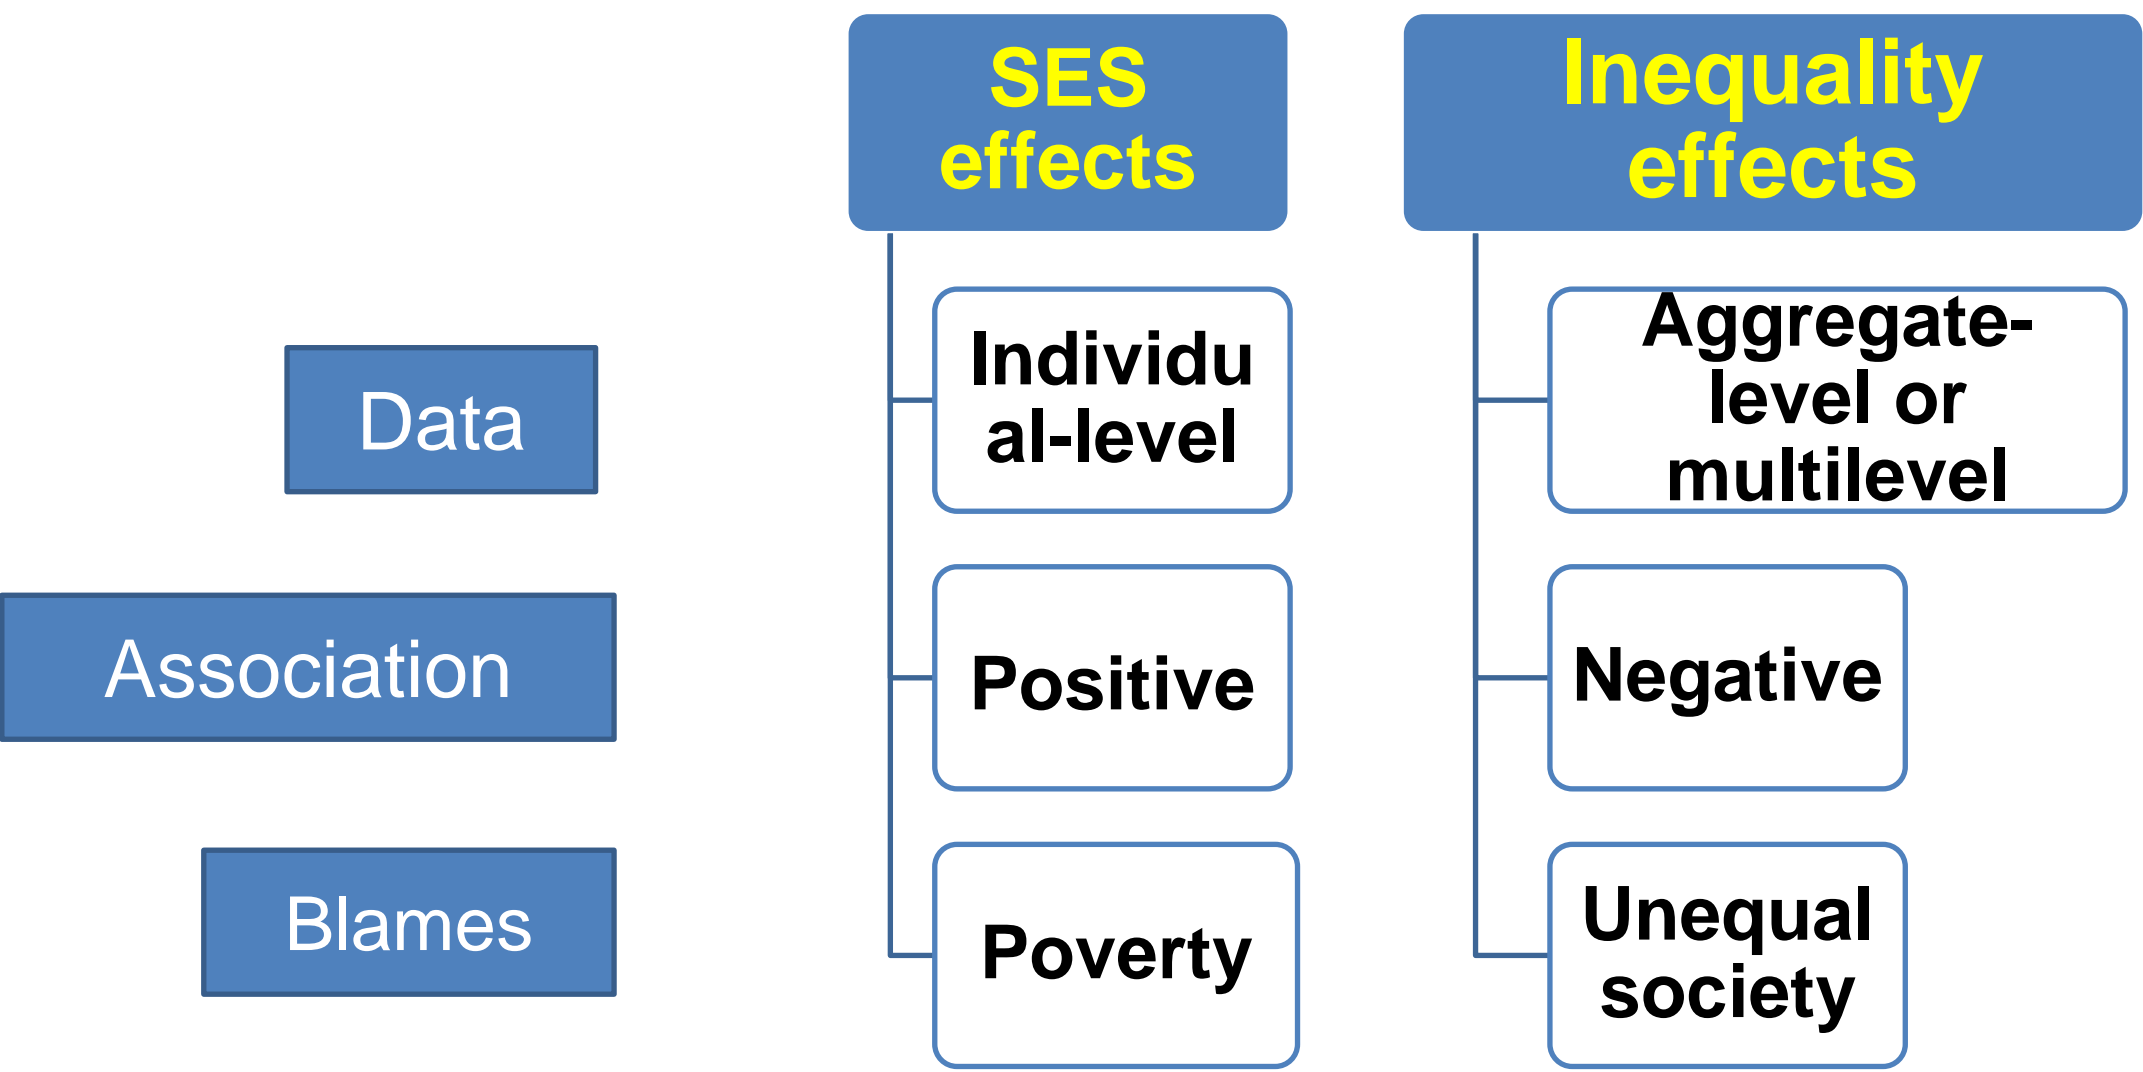 SES
effects
Inequality
effects
Data
Individu
al-level
Aggregate-
level or
multilevel
Association
Positive
Negative
Blames
Poverty
Unequal
society